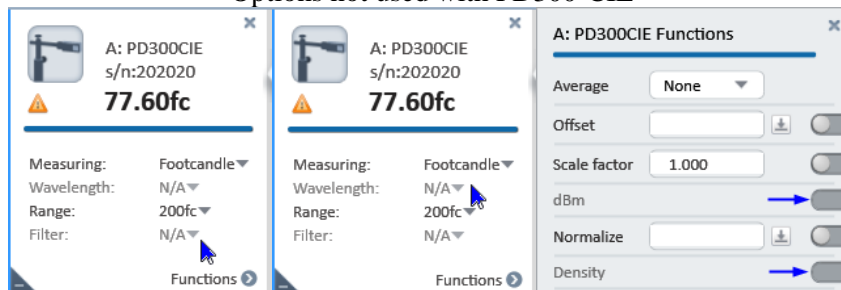 Options not used with PD300-CIE
A: PD300CIE
s/n:202020
77.60fc
Measuring: Footcandle
Wavelength: N/A
Range: 200fc
Filter: N/A
Functions
A: PD300CIE
s/n:202020
77.60fc
Measuring: Footcandle
Wavelength: N/A
Range: 200fc
Filter: N/A
Functions
A: PD300CIE Functions
Average None
Offset
Scale factor 1.000
dBm
Normalize
Density